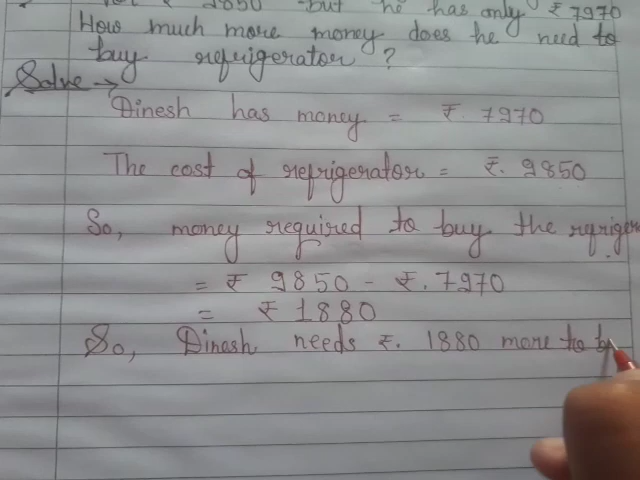 ₹ 9850 but he has only ₹ 7970
How much more money does he need to
buy refrigerator ?
Solve →
Dinesh has money = ₹. 7970
The cost of refrigerator = ₹. 9850
So, money required to buy the refriger
= ₹ 9850 - ₹. 7970
= ₹ 1880
So, Dinesh needs ₹. 1880 more to b